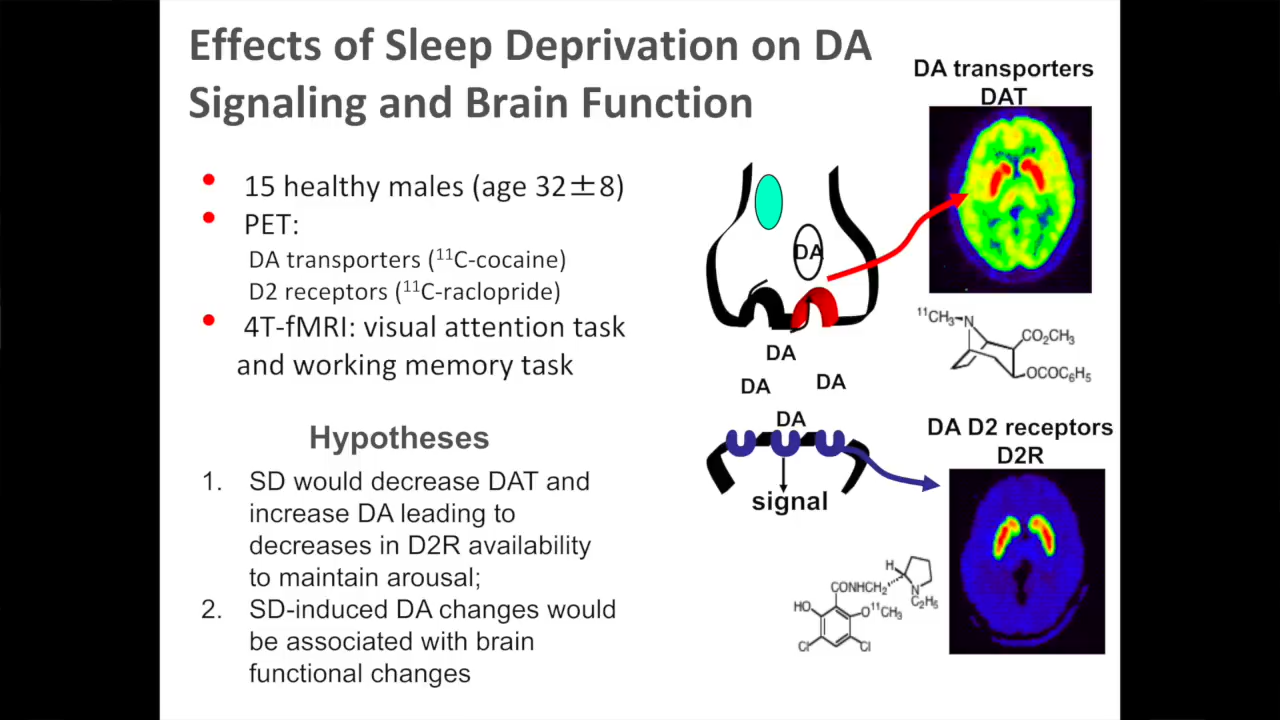 Effects of Sleep Deprivation on DA
Signaling and Brain Function
• 15 healthy males (age 32±8)
• PET:
DA transporters (¹¹C-cocaine)
D2 receptors (¹¹C-raclopride)
• 4T-fMRI: visual attention task
and working memory task
Hypotheses
1. SD would decrease DAT and
increase DA leading to
decreases in D2R availability
to maintain arousal;
2. SD-induced DA changes would
be associated with brain
functional changes
DA transporters
DAT
DA
DA
DA
DA
DA
signal
¹¹CH₃
N
CO₂CH₃
OCOC₆H₅
DA D2 receptors
D2R
H
CONHCH₂
N
C₂H₅
HO
O¹¹CH₃
Cl
Cl